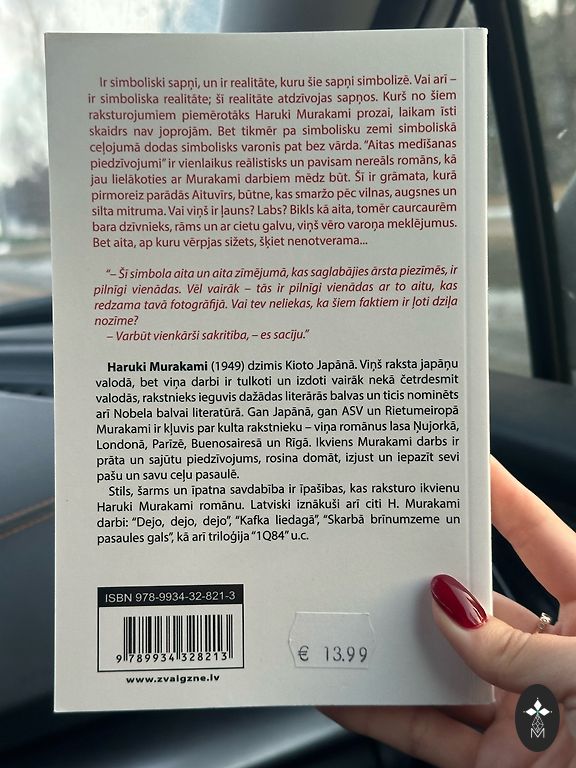 Ir simboliski sapņi, un ir realitāte, kuru šie sapņi simbolizē. Vai arī –
ir simboliska realitāte; šī realitāte atdzīvojas sapņos. Kurš no šiem
raksturojumiem piemērotāks Haruki Murakami prozai, laikam īsti
skaidrs nav joprojām. Bet tikmēr pa simbolisku zemi simboliskā
ceļojumā dodas simbolisks varonis pat bez vārda. “Aitas medīšanas
piedzīvojumi” ir vienlaikus reālistisks un pavisam nereāls romāns, kā
jau lielākoties ar Murakami darbiem mēdz būt. Šī ir grāmata, kurā
pirmoreiz parādās Aituvīrs, būtne, kas smaržo pēc vilnas, augsnes un
silta mitruma. Vai viņš ir ļauns? Labs? Bikls kā aita, tomēr caurcaurēm
bara dzīvnieks, rāms un ar cietu galvu, viņš vēro varoņa meklējumus.
Bet aita, ap kuru vērpjas sižets, šķiet nenotverama...
“– Šī simbola aita un aita zīmējumā, kas saglabājies ārsta piezīmēs, ir
pilnīgi vienādas. Vēl vairāk – tās ir pilnīgi vienādas ar to aitu, kas
redzama tavā fotogrāfijā. Vai tev neliekas, ka šiem faktiem ir ļoti dziļa
nozīme?
– Varbūt vienkārši sakritība, – es sacīju.”
Haruki Murakami (1949) dzimis Kioto Japānā. Viņš raksta japāņu
valodā, bet viņa darbi ir tulkoti un izdoti vairāk nekā četrdesmit
valodās, rakstnieks ieguvis dažādas literārās balvas un ticis nominēts
arī Nobela balvai literatūrā. Gan Japānā, gan ASV un Rietumeiropā
Murakami ir kļuvis par kulta rakstnieku – viņa romānus lasa Ņujorkā,
Londonā, Parīzē, Buenosairesā un Rīgā. Ikviens Murakami darbs ir
prāta un sajūtu piedzīvojums, rosina domāt, izjust un iepazīt sevi
pašu un savu ceļu pasaulē.
Stils, šarms un īpatna savdabība ir īpašības, kas raksturo ikvienu
Haruki Murakami romānu. Latviski iznākuši arī citi H. Murakami
darbi: “Dejo, dejo, dejo”, “Kafka liedagā”, “Skarbā brīnumzeme un
pasaules gals”, kā arī triloģija “1Q84” u.c.
ISBN 978-9934-32-821-3
9 789934 328213
www.zvaigzne.lv
€ 13.99